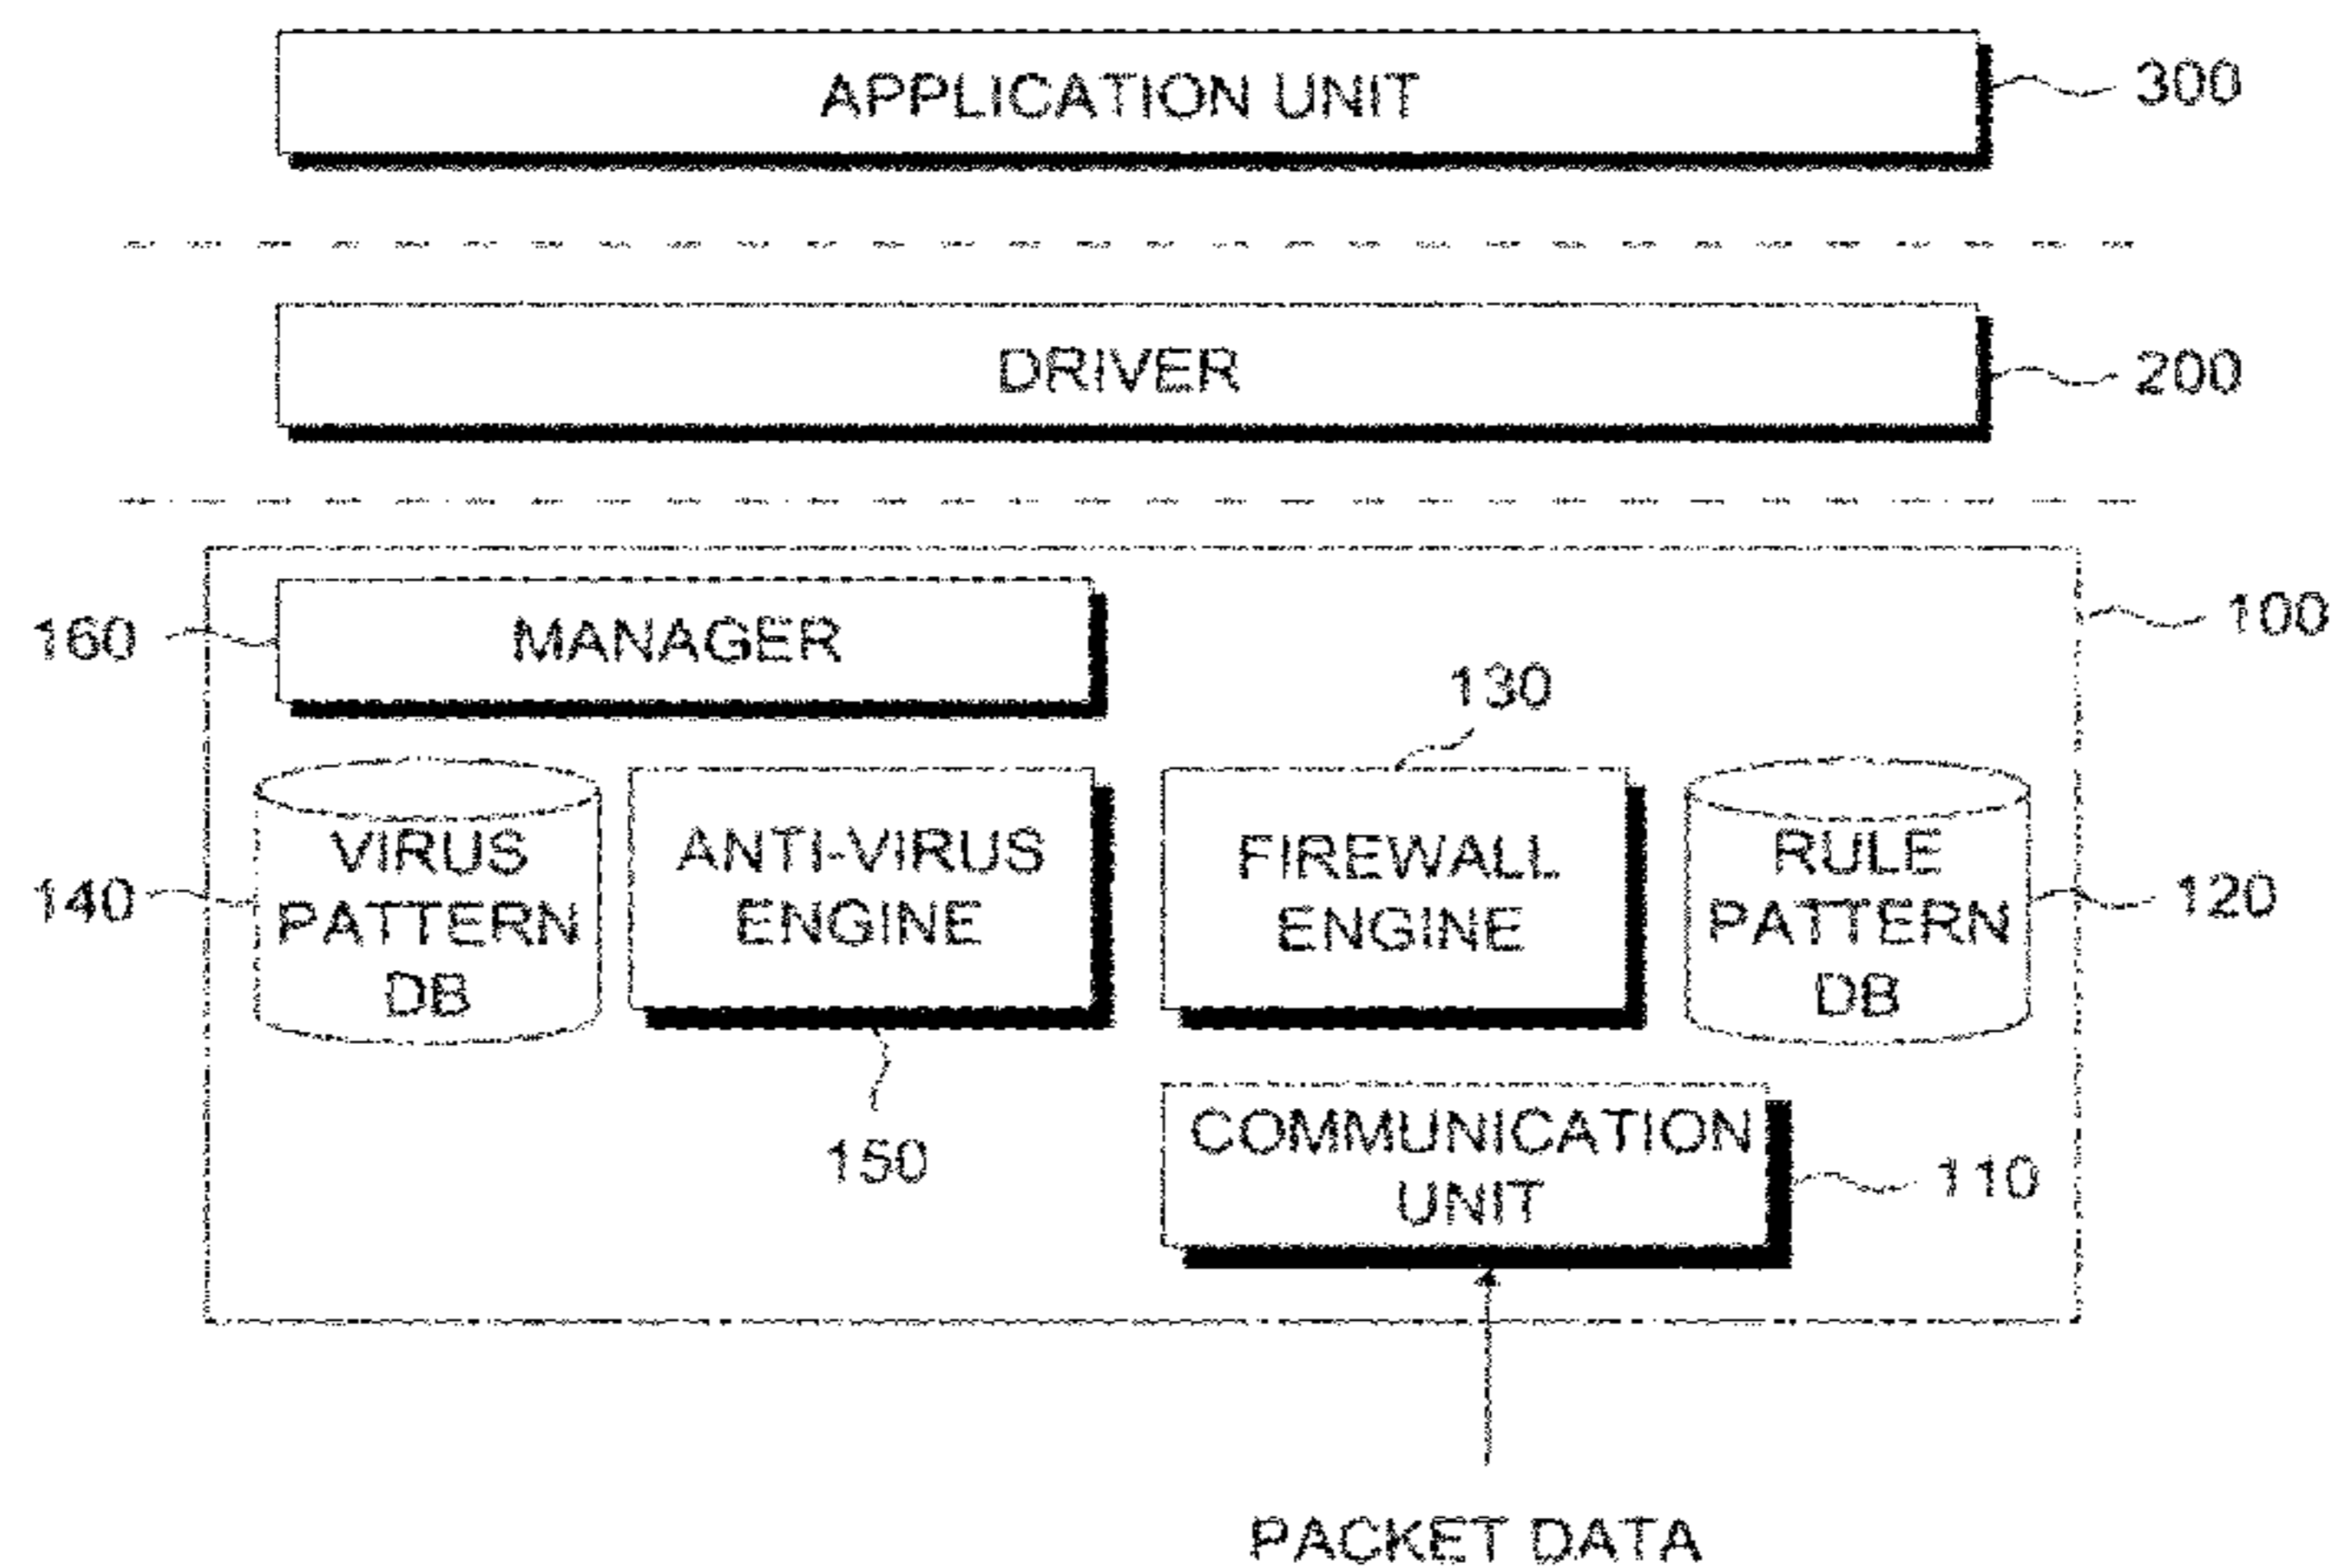 APPLICATION UNIT
300
DRIVER
200
100
160
MANAGER
130
140
VIRUS
PATTERN
DB
ANTI-VIRUS
ENGINE
FIREWALL
ENGINE
RULE
PATTERN
DB
120
150
COMMUNICATION
UNIT
110
PACKET DATA